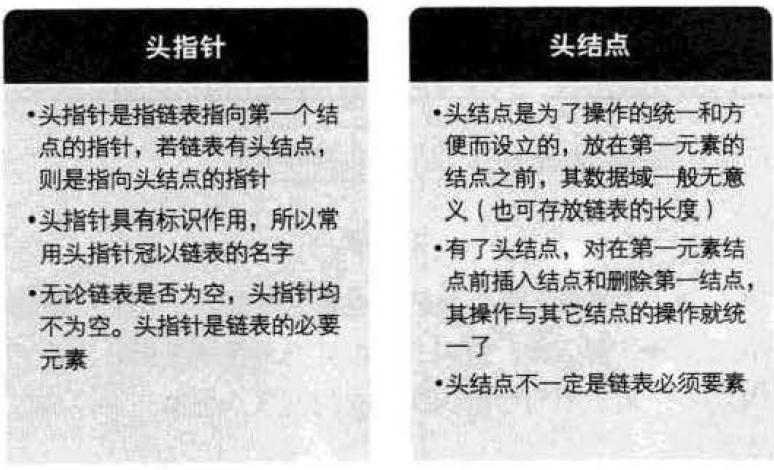 头指针
•头指针是指链表指向第一个结
点的指针，若链表有头结点，
则是指向头结点的指针
•头指针具有标识作用，所以常
用头指针冠以链表的名字
•无论链表是否为空，头指针均
不为空。头指针是链表的必要
元素
头结点
•头结点是为了操作的统一和方
便而设立的，放在第一元素的
结点之前，其数据域一般无意
义（也可存放链表的长度）
•有了头结点，对在第一元素结
点前插入结点和删除第一结点，
其操作与其它结点的操作就统
一了
•头结点不一定是链表必须要素